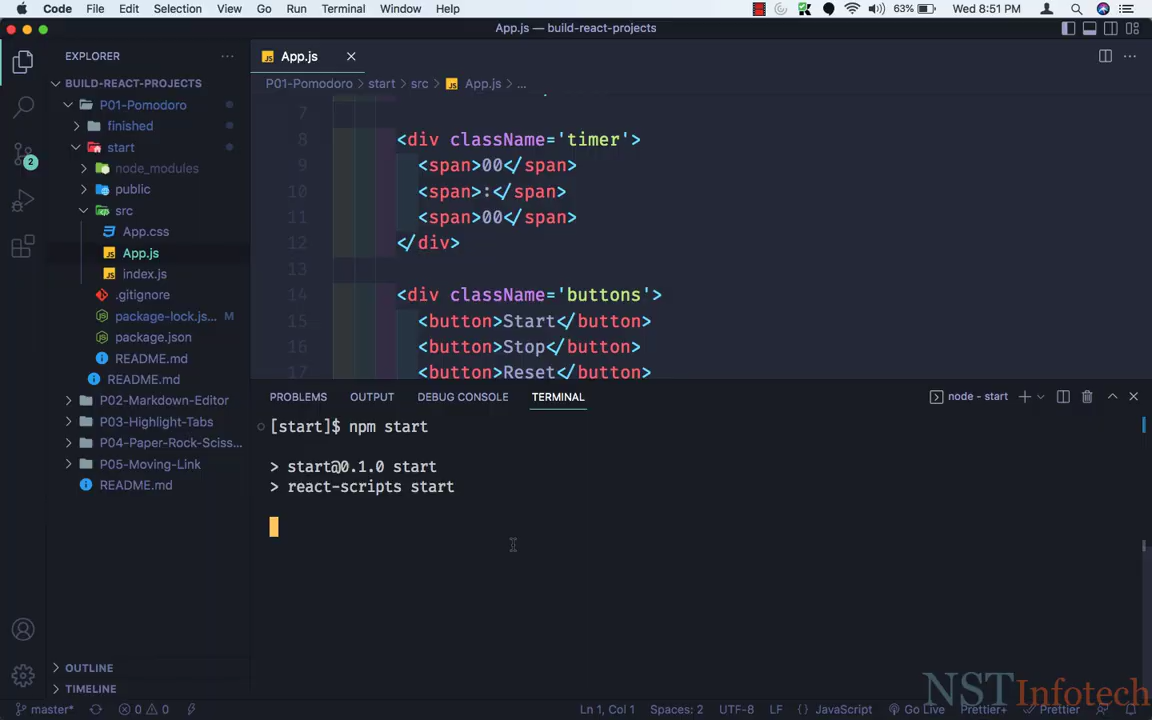 Code File Edit Selection View Go Run Terminal Window Help 63% Wed 8:51 PM
App.js — build-react-projects
EXPLORER
BUILD-REACT-PROJECTS
P01-Pomodoro
finished
start
node_modules
public
src
App.css
App.js
index.js
.gitignore
package-lock.js... M
package.json
README.md
README.md
P02-Markdown-Editor
P03-Highlight-Tabs
P04-Paper-Rock-Sciss...
P05-Moving-Link
README.md
OUTLINE
TIMELINE
2
App.js
P01-Pomodoro > start > src > App.js > ...
7
8 <div className='timer'>
9 <span>00</span>
10 <span>:</span>
11 <span>00</span>
12 </div>
13
14 <div className='buttons'>
15 <button>Start</button>
16 <button>Stop</button>
17 <button>Reset</button>
PROBLEMS OUTPUT DEBUG CONSOLE TERMINAL node - start
[start]$ npm start
> start@0.1.0 start
> react-scripts start
NSTInfotech
master* 0 0 Ln 1, Col 1 Spaces: 2 UTF-8 LF {} JavaScript Go Live Prettier+ Prettier